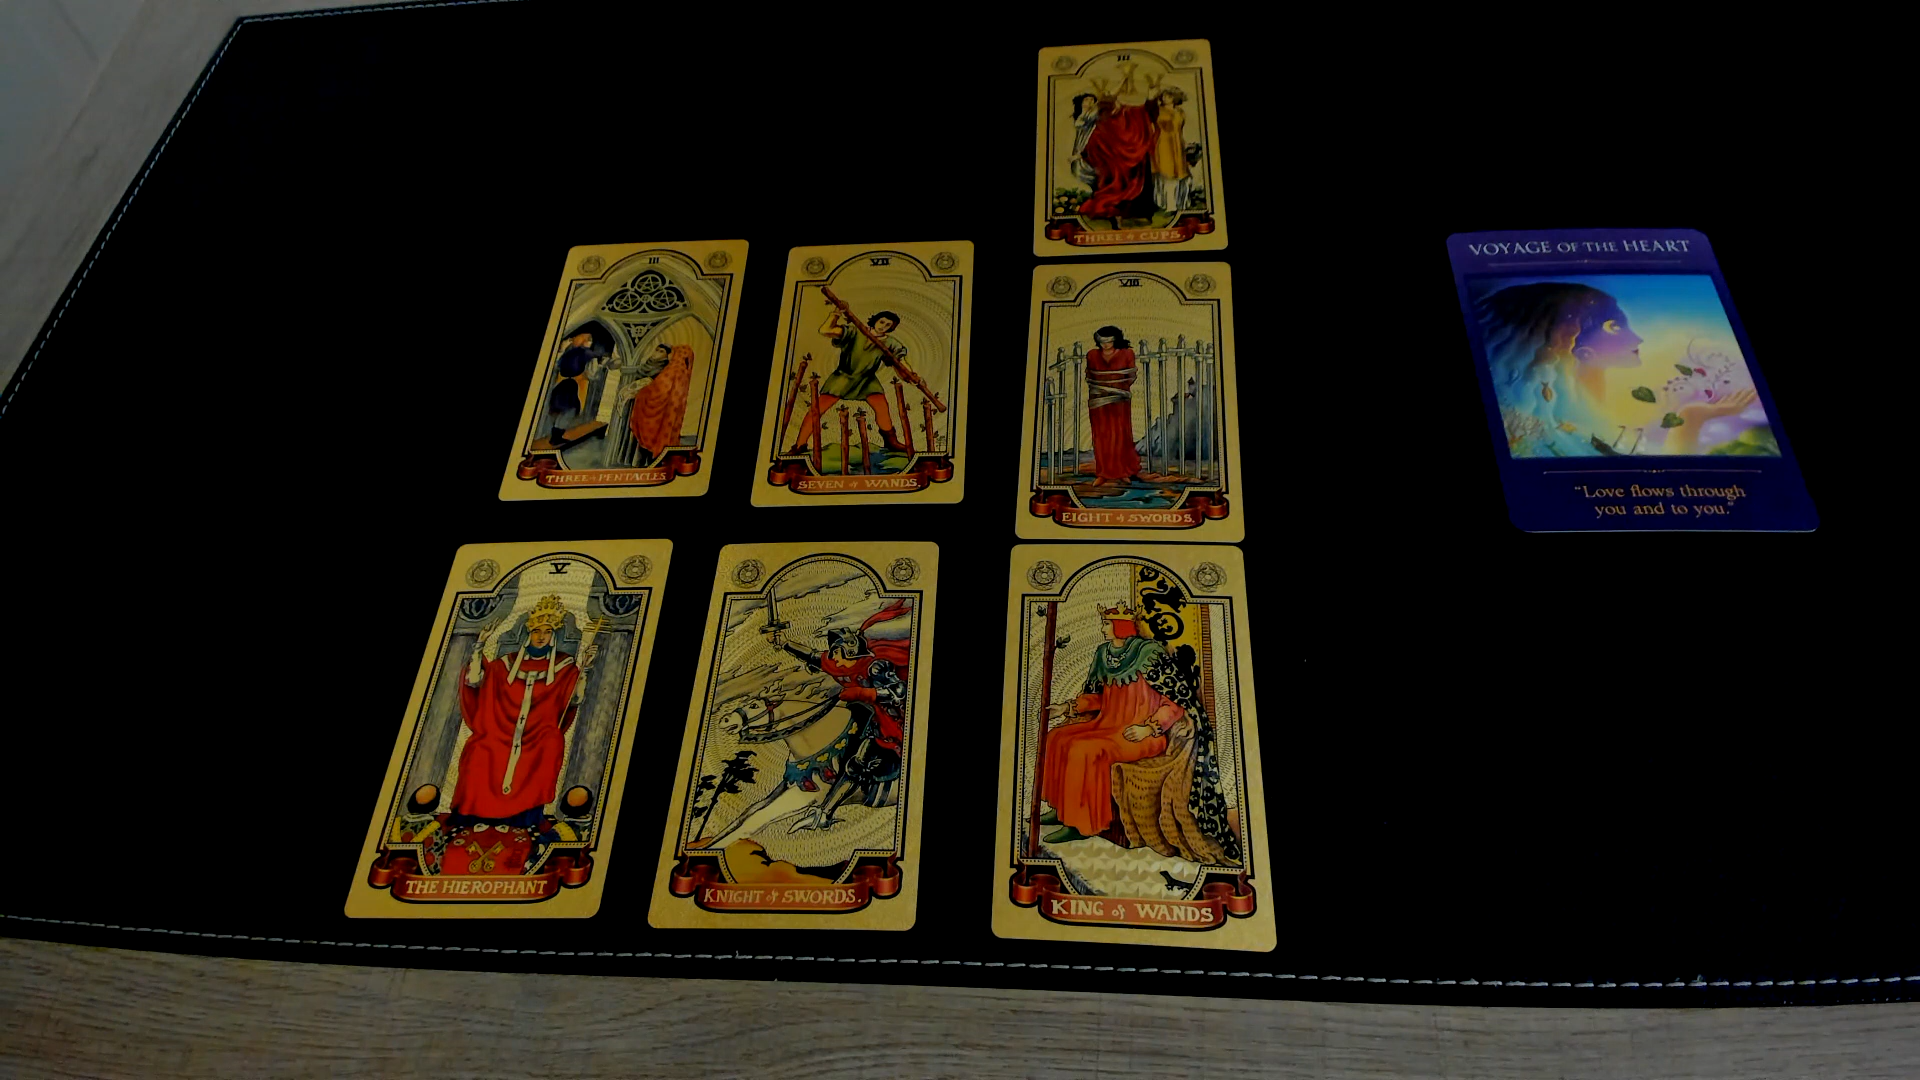 III
THREE of CUPS.
VOYAGE OF THE HEART
III
THREE of PENTACLES
VII
SEVEN of WANDS.
VIII.
EIGHT of SWORDS.
"Love flows through
you and to you."
V
THE HIEROPHANT
KNIGHT of SWORDS.
KING of WANDS